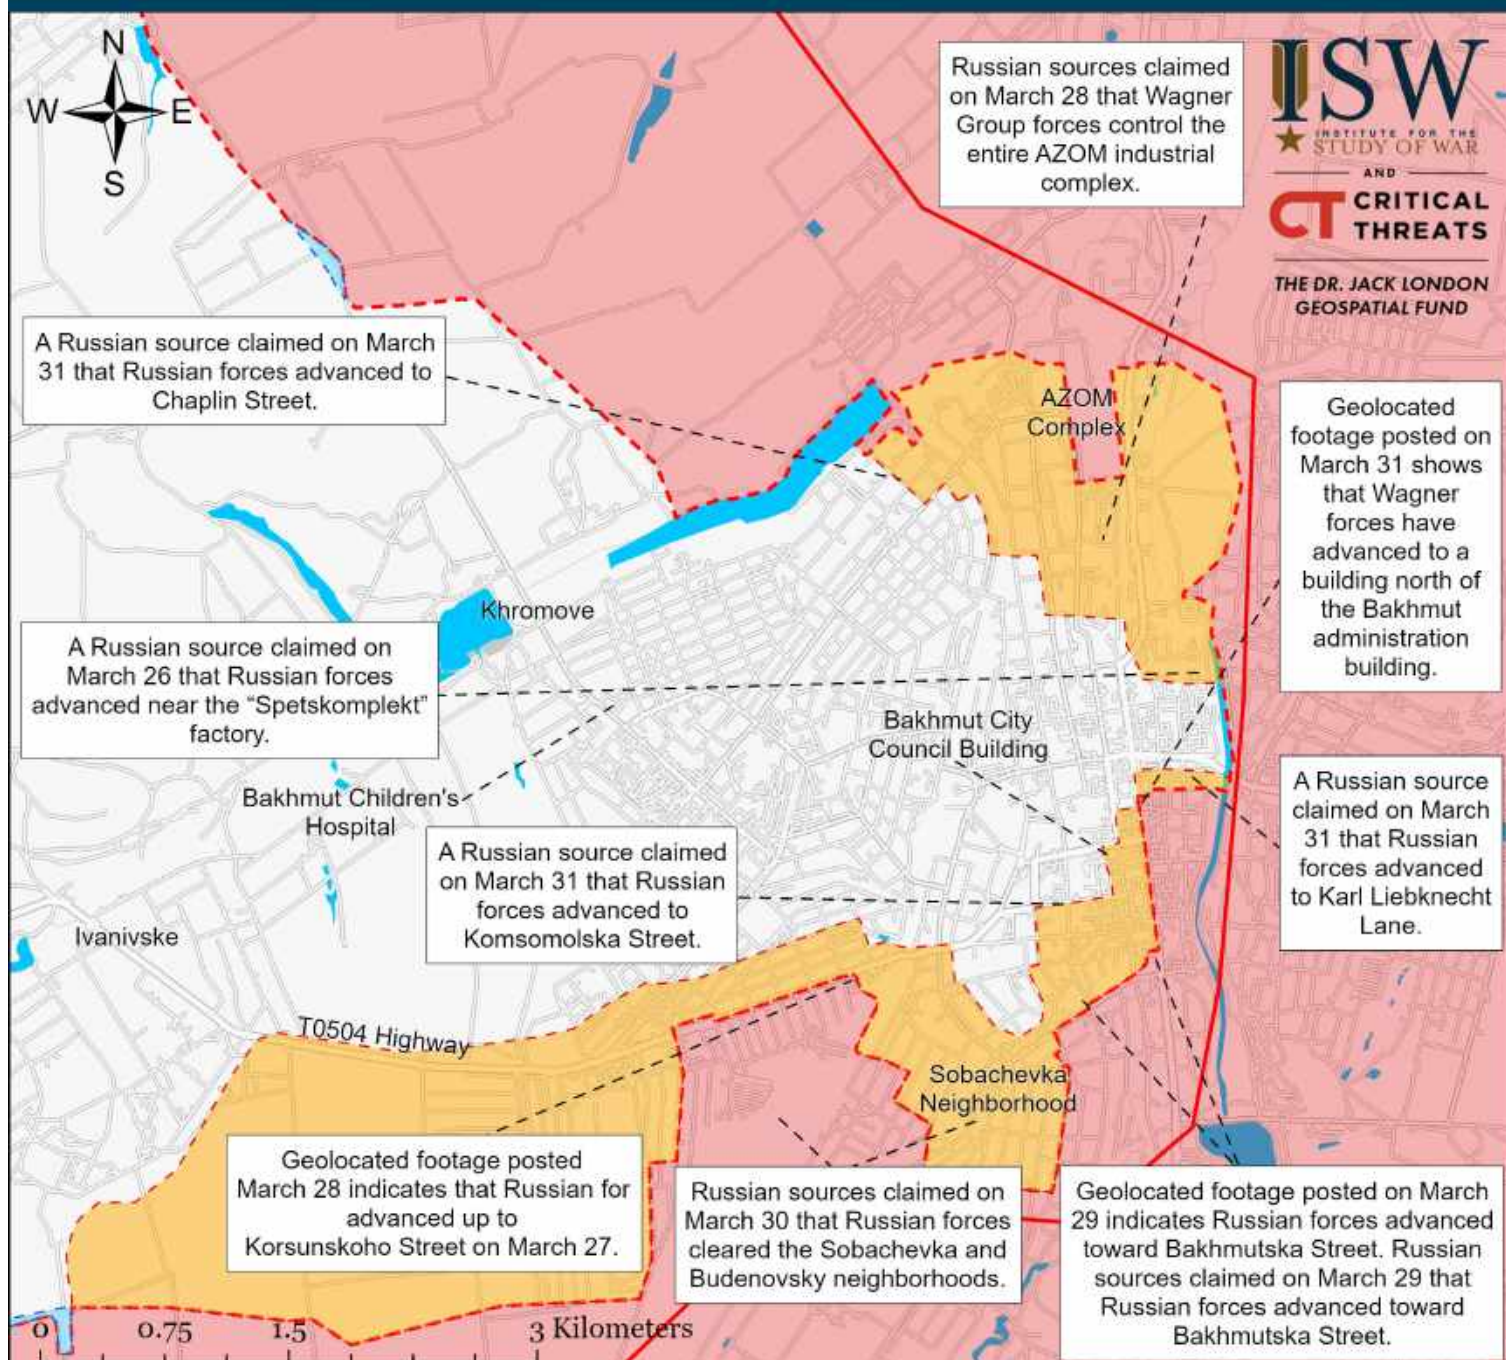 N
W
E
S
Russian sources claimed
on March 28 that Wagner
Group forces control the
entire AZOM industrial
complex.
ISW
INSTITUTE FOR THE
STUDY OF WAR
AND
CT CRITICAL
THREATS
THE DR. JACK LONDON
GEOSPATIAL FUND
A Russian source claimed on March
31 that Russian forces advanced to
Chaplin Street.
AZOM
Complex
Geolocated
footage posted on
March 31 shows
that Wagner
forces have
advanced to a
building north of
the Bakhmut
administration
building.
Khromove
A Russian source claimed on
March 26 that Russian forces
advanced near the “Spetskomplekt”
factory.
Bakhmut City
Council Building
Bakhmut Children's
Hospital
A Russian source
claimed on March
31 that Russian
forces advanced
to Karl Liebknecht
Lane.
A Russian source claimed
on March 31 that Russian
forces advanced to
Komsomolska Street.
Ivanivske
T0504 Highway
Sobachevka
Neighborhood
Geolocated footage posted
March 28 indicates that Russian for
advanced up to
Korsunskoho Street on March 27.
Russian sources claimed on
March 30 that Russian forces
cleared the Sobachevka and
Budenovsky neighborhoods.
Geolocated footage posted on March
29 indicates Russian forces advanced
toward Bakhmutska Street. Russian
sources claimed on March 29 that
Russian forces advanced toward
Bakhmutska Street.
0 0.75 1.5 3 Kilometers